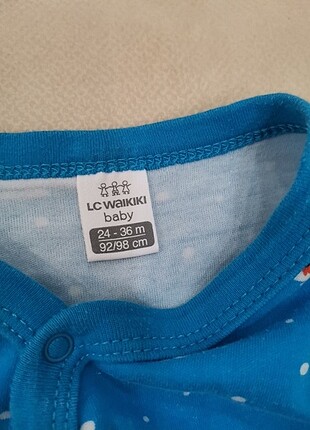 LC WAIKIKI
baby
24 - 36 m
92/98 cm